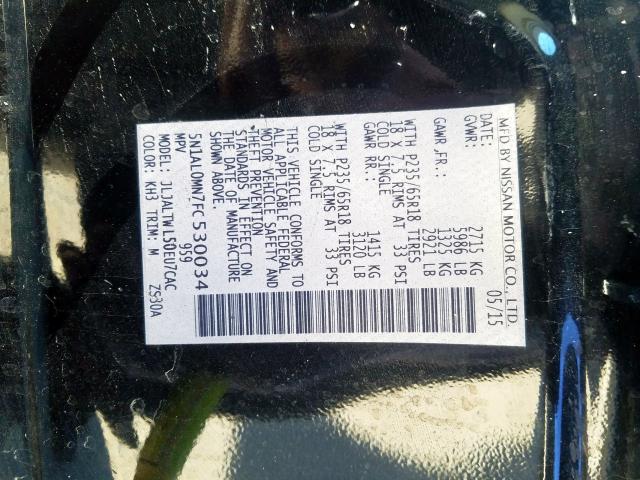 MFD BY NISSAN MOTOR CO., LTD.
DATE: 05/15
GVWR: 2715 KG
5986 LB
GAWR ,FR.: 1325 KG
2921 LB
WITH P235/65R18 TIRES,
18 X 7.5 RIMS AT 33 PSI
COLD SINGLE
GAWR RR.: 1415 KG
3120 LB
WITH P235/65R18 TIRES,
18 X 7.5 RIMS AT 33 PSI
COLD SINGLE
THIS VEHICLE CONFORMS TO
ALL APPLICABLE FEDERAL
MOTOR VEHICLE SAFETY AND
THEFT PREVENTION
STANDARDS IN EFFECT ON
THE DATE OF MANUFACTURE
SHOWN ABOVE.
5N1AL0MN7FC530034
MPV 959
MODEL: JLJALTWL50EU7CAC
COLOR: KH3 TRIM: M ZS30A